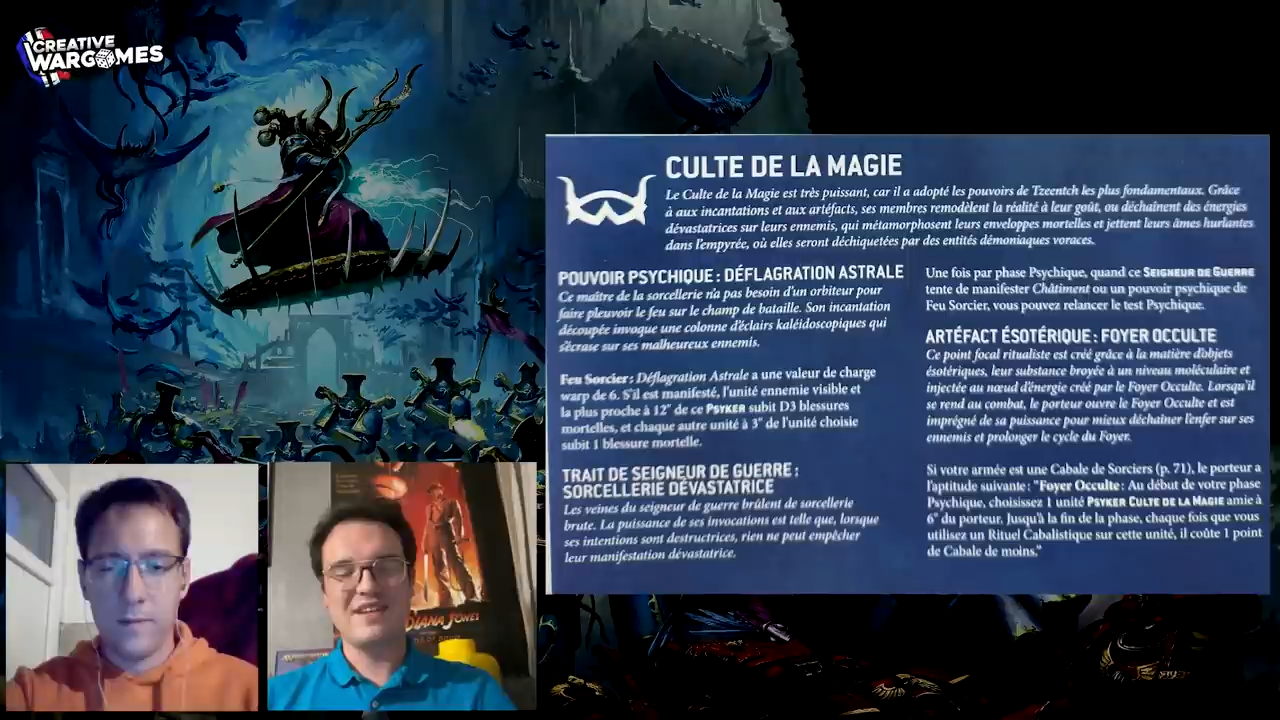 CREATIVE
WARGAMES
CULTE DE LA MAGIE
Le Culte de la Magie est très puissant, car il a adopté les pouvoirs de Tzeentch les plus fondamentaux. Grâce
à aux incantations et aux artéfacts, ses membres remodèlent la réalité à leur goût, ou déchaînent des énergies
dévastatrices sur leurs ennemis, qui métamorphosent leurs enveloppes mortelles et jettent leurs âmes hurlantes
dans l'empyrée, où elles seront déchiquetées par des entités démoniaques voraces.
POUVOIR PSYCHIQUE : DÉFLAGRATION ASTRALE
Ce maître de la sorcellerie n'a pas besoin d'un orbiteur pour
faire pleuvoir le feu sur le champ de bataille. Son incantation
découpée invoque une colonne d'éclairs kaléidoscopiques qui
s'écrase sur ses malheureux ennemis.
Feu Sorcier : Déflagration Astrale a une valeur de charge
warp de 6. S'il est manifesté, l'unité ennemie visible et
la plus proche à 12" de ce PSYKER subit D3 blessures
mortelles, et chaque autre unité à 3" de l'unité choisie
subit 1 blessure mortelle.
TRAIT DE SEIGNEUR DE GUERRE :
SORCELLERIE DÉVASTATRICE
Les veines du seigneur de guerre brûlent de sorcellerie
brute. La puissance de ses invocations est telle que, lorsque
ses intentions sont destructrices, rien ne peut empêcher
leur manifestation dévastatrice.
Une fois par phase Psychique, quand ce SEIGNEUR DE GUERRE
tente de manifester Châtiment ou un pouvoir psychique de
Feu Sorcier, vous pouvez relancer le test Psychique.
ARTÉFACT ÉSOTÉRIQUE : FOYER OCCULTE
Ce point focal ritualiste est créé grâce à la matière d'objets
ésotériques, leur substance broyée à un niveau moléculaire et
injectée au nœud d'énergie créé par le Foyer Occulte. Lorsqu'il
se rend au combat, le porteur ouvre le Foyer Occulte et est
imprégné de sa puissance pour mieux déchaîner l'enfer sur ses
ennemis et prolonger le cycle du Foyer.
Si votre armée est une Cabale de Sorciers (p. 71), le porteur a
l'aptitude suivante : "Foyer Occulte : Au début de votre phase
Psychique, choisissez 1 unité PSYKER CULTE DE LA MAGIE amie à
6" du porteur. Jusqu'à la fin de la phase, chaque fois que vous
utilisez un Rituel Cabalistique sur cette unité, il coûte 1 point
de Cabale de moins."
DIANA JONES